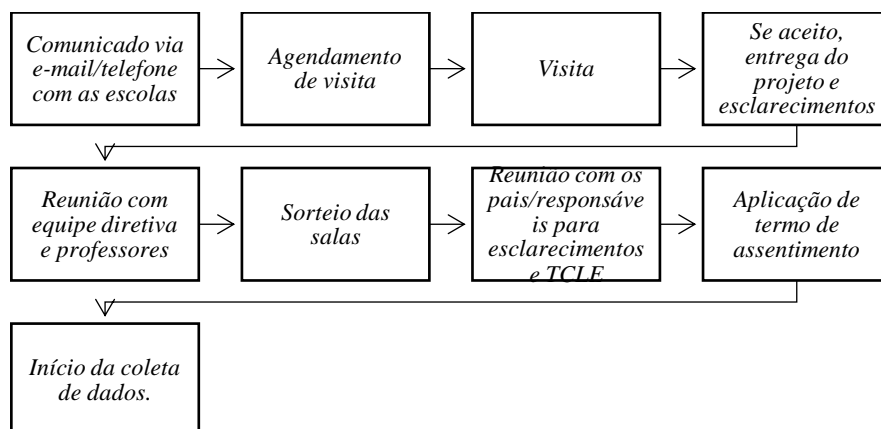 Comunicado via
e-mail/telefone
com as escolas
Agendamento
de visita
Visita
Se aceito,
entrega do
projeto e
esclarecimentos
Reunião com
equipe diretiva
e professores
Sorteio das
salas
Reunião com os
pais/responsáve
is para
esclarecimentos
e TCLE
Aplicação de
termo de
assentimento
Início da coleta
de dados.